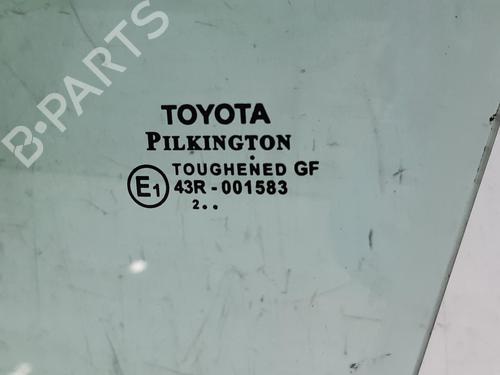 B-PARTS
TOYOTA
PILKINGTON
TOUGHENED GF
E1 43R-001583
2..